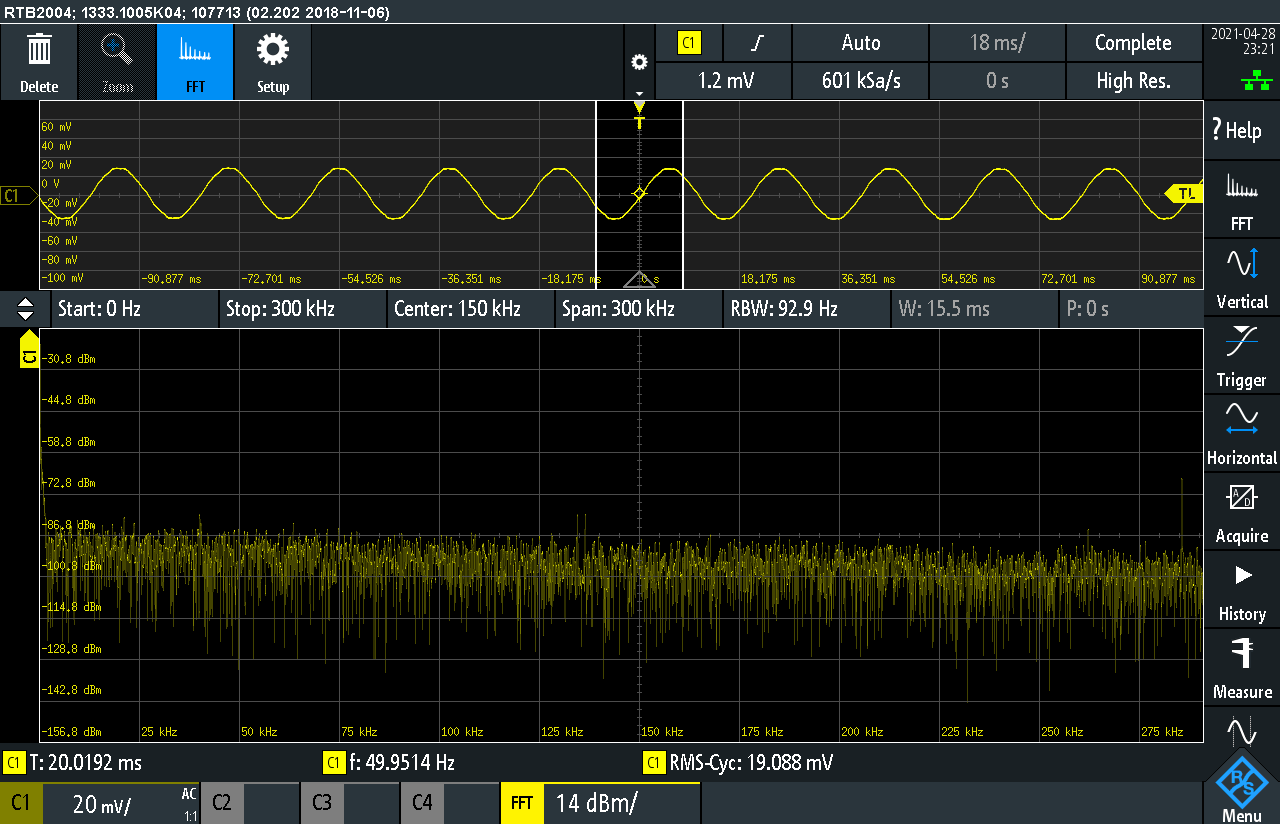 RTB2004; 1333.1005K04; 107713 (02.202 2018-11-06)
Delete
Zoom
FFT
Setup
C1
Auto
18 ms/
Complete
1.2 mV
601 kSa/s
0 s
High Res.
2021-04-28
23:21
60 mV
40 mV
20 mV
0 V
-20 mV
-40 mV
-60 mV
-80 mV
-100 mV
C1
T
TL
-90.877 ms
-72.701 ms
-54.526 ms
-36.351 ms
-18.175 ms
0 s
18.175 ms
36.351 ms
54.526 ms
72.701 ms
90.877 ms
Start: 0 Hz
Stop: 300 kHz
Center: 150 kHz
Span: 300 kHz
RBW: 92.9 Hz
W: 15.5 ms
P: 0 s
C1
-30.8 dBm
-44.8 dBm
-58.8 dBm
-72.8 dBm
-86.8 dBm
-100.8 dBm
-114.8 dBm
-128.8 dBm
-142.8 dBm
-156.8 dBm
25 kHz
50 kHz
75 kHz
100 kHz
125 kHz
150 kHz
175 kHz
200 kHz
225 kHz
250 kHz
275 kHz
C1 T: 20.0192 ms
C1 f: 49.9514 Hz
C1 RMS-Cyc: 19.088 mV
C1
20 mV/
AC
1:1
C2
C3
C4
FFT
14 dBm/
? Help
FFT
Vertical
Trigger
Horizontal
A D
Acquire
History
Measure
R S
Menu